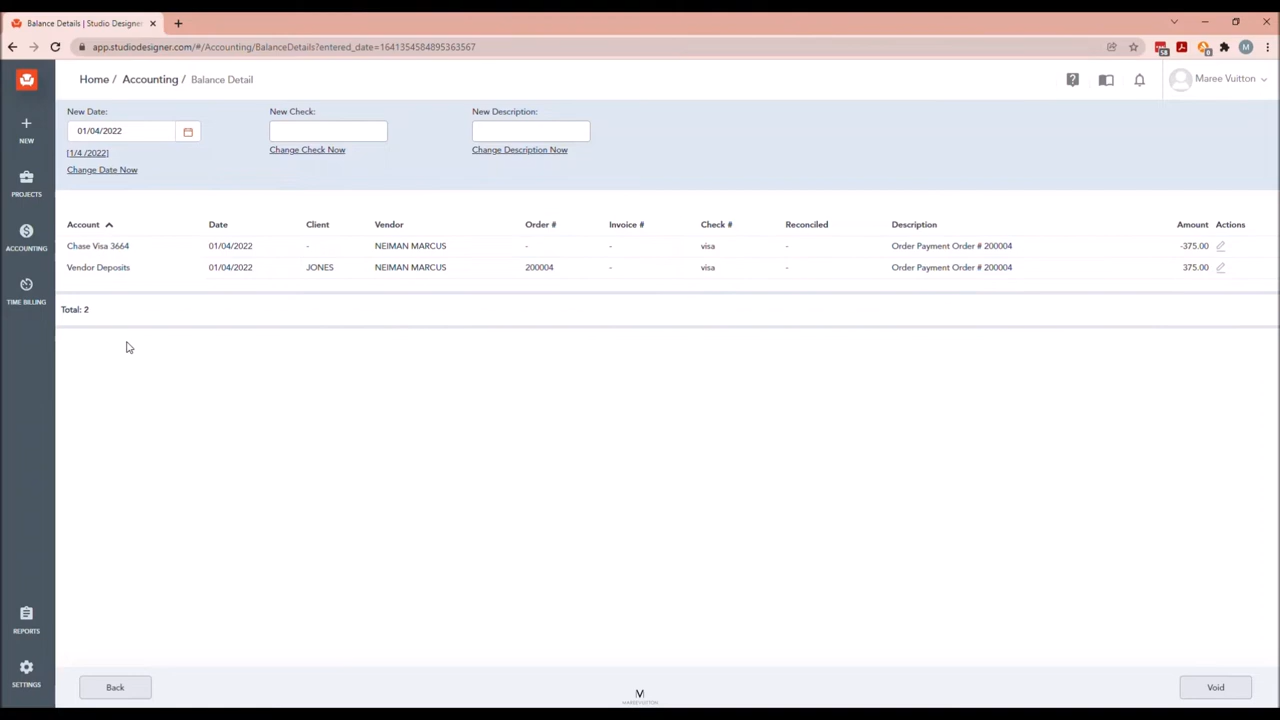 Balance Details | Studio Designer
app.studiodesigner.com/#/Accounting/BalanceDetails?entered_date=1641354584895363567
58
0
M
Home / Accounting / Balance Detail
Maree Vuitton
NEW
PROJECTS
ACCOUNTING
TIME BILLING
REPORTS
SETTINGS
New Date:
New Check:
New Description:
01/04/2022
[1/4 /2022]
Change Date Now
Change Check Now
Change Description Now
Account Date Client Vendor Order # Invoice # Check # Reconciled Description Amount Actions
Chase Visa 3664 01/04/2022 - NEIMAN MARCUS - - visa - Order Payment Order # 200004 -375.00
Vendor Deposits 01/04/2022 JONES NEIMAN MARCUS 200004 - visa - Order Payment Order # 200004 375.00
Total: 2
Back
M
MAREEVUITTON
Void